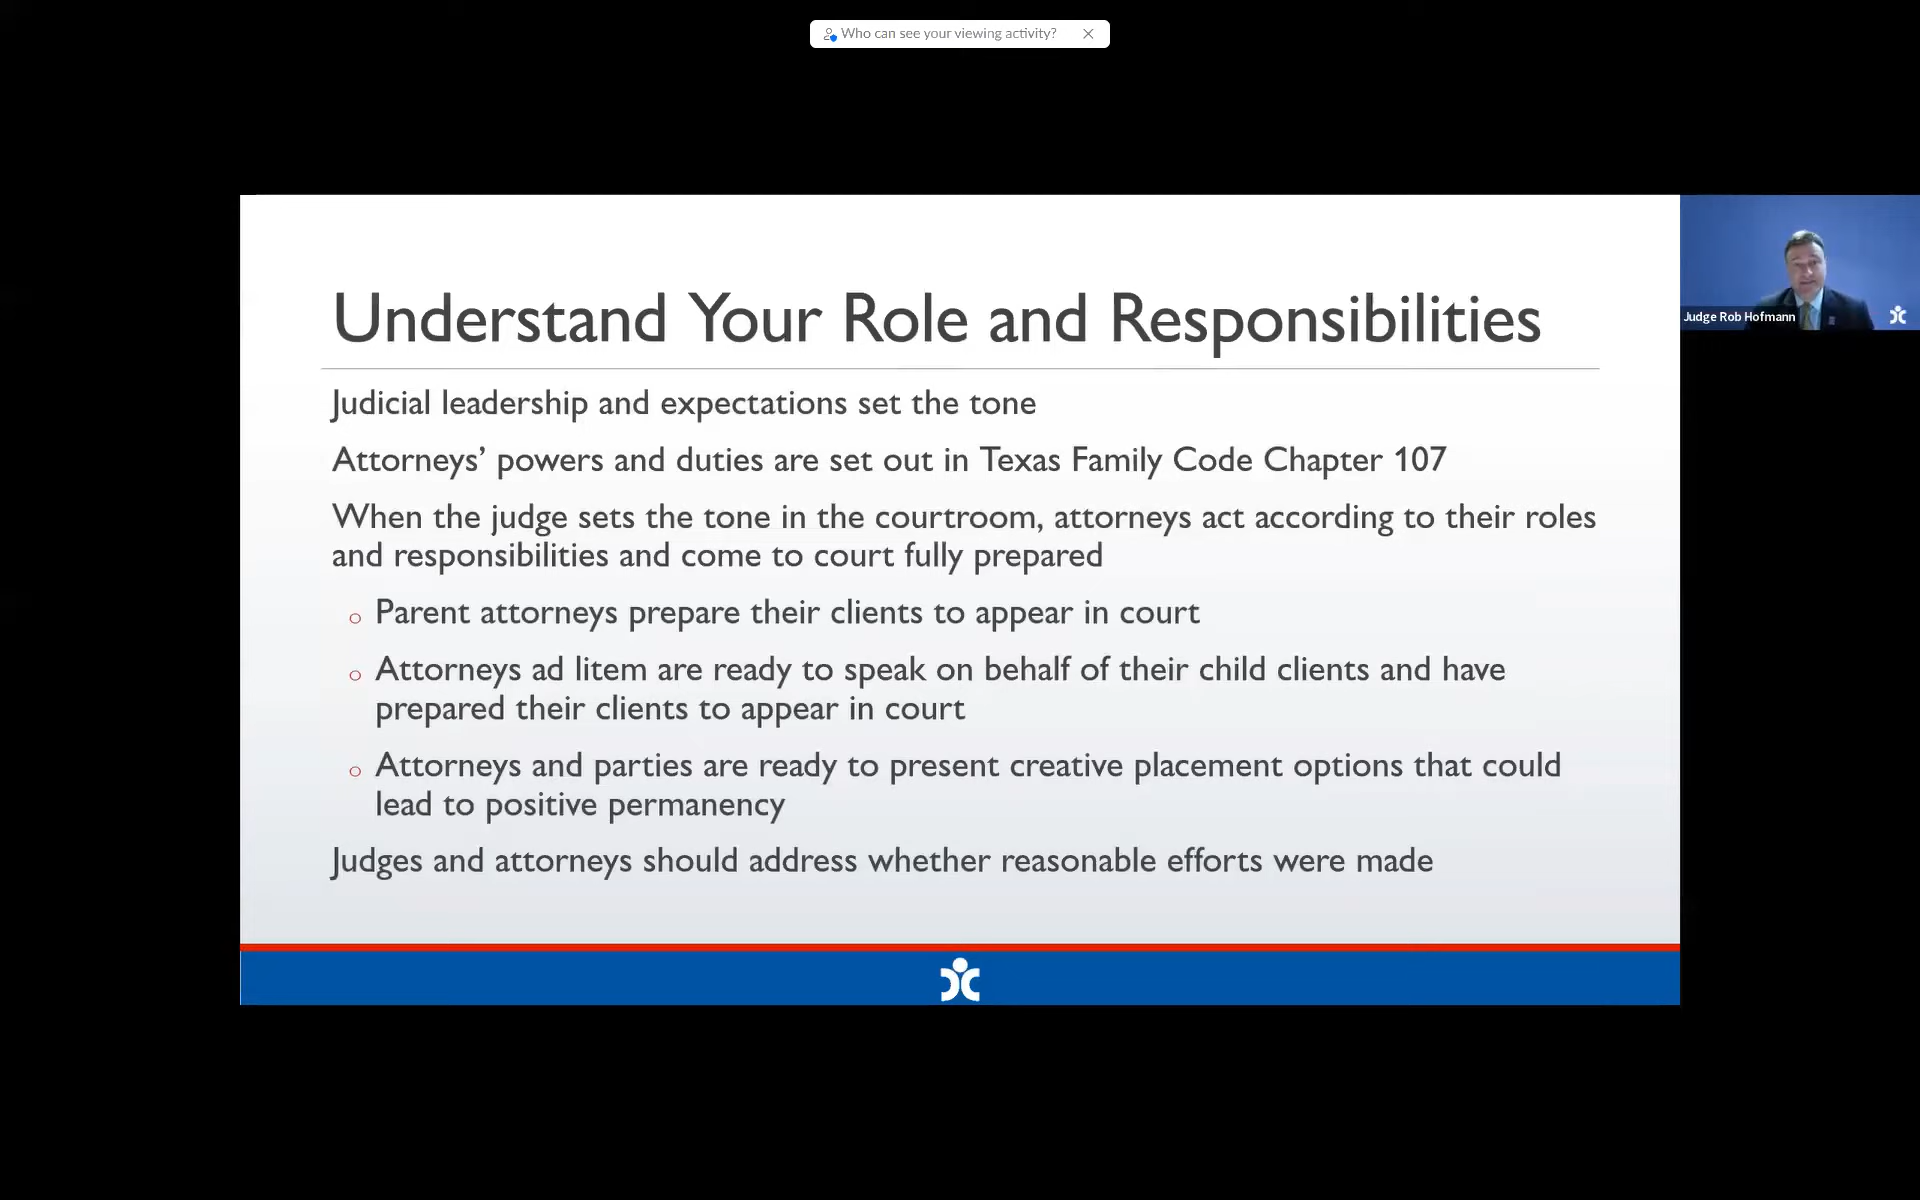 Who can see your viewing activity?
Understand Your Role and Responsibilities
Judge Rob Hofmann
Judicial leadership and expectations set the tone
Attorneys’ powers and duties are set out in Texas Family Code Chapter 107
When the judge sets the tone in the courtroom, attorneys act according to their roles
and responsibilities and come to court fully prepared
Parent attorneys prepare their clients to appear in court
Attorneys ad litem are ready to speak on behalf of their child clients and have
prepared their clients to appear in court
Attorneys and parties are ready to present creative placement options that could
lead to positive permanency
Judges and attorneys should address whether reasonable efforts were made